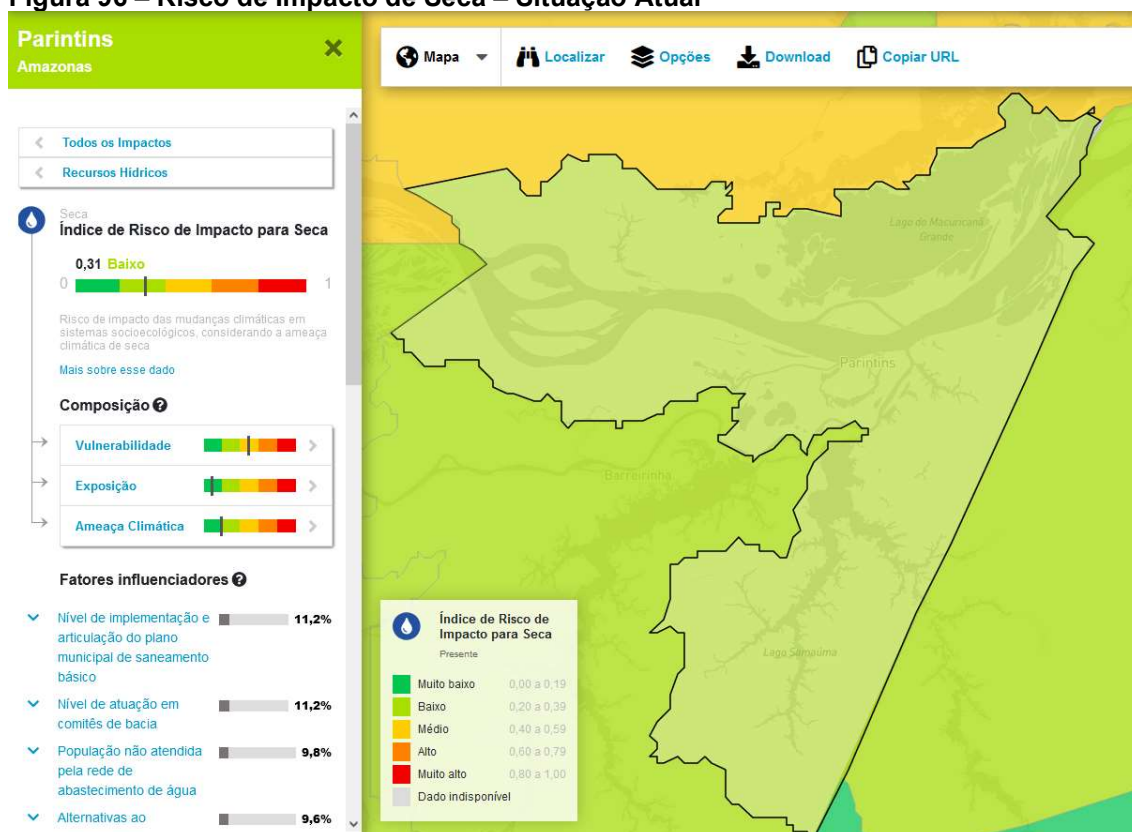 Figura 96 – Risco de Impacto de Seca – Situação Atual
Parintins
Amazonas
Todos os Impactos
Recursos Hídricos
Seca
Índice de Risco de Impacto para Seca
0,31 Baixo
0 1
Risco de impacto das mudanças climáticas em
sistemas socioecológicos, considerando a ameaça
climática de seca
Mais sobre esse dado
Composição
Vulnerabilidade
Exposição
Ameaça Climática
Fatores influenciadores
Nível de implementação e 11,2%
articulação do plano
municipal de saneamento
básico
Nível de atuação em 11,2%
comitês de bacia
População não atendida 9,8%
pela rede de
abastecimento de água
Alternativas ao 9,6%
Mapa Localizar Opções Download Copiar URL
Lago do Macuricanã
Grande
Parintins
Barreirinha
Lago Samaúma
Índice de Risco de
Impacto para Seca
Presente
Muito baixo 0,00 a 0,19
Baixo 0,20 a 0,39
Médio 0,40 a 0,59
Alto 0,60 a 0,79
Muito alto 0,80 a 1,00
Dado indisponível